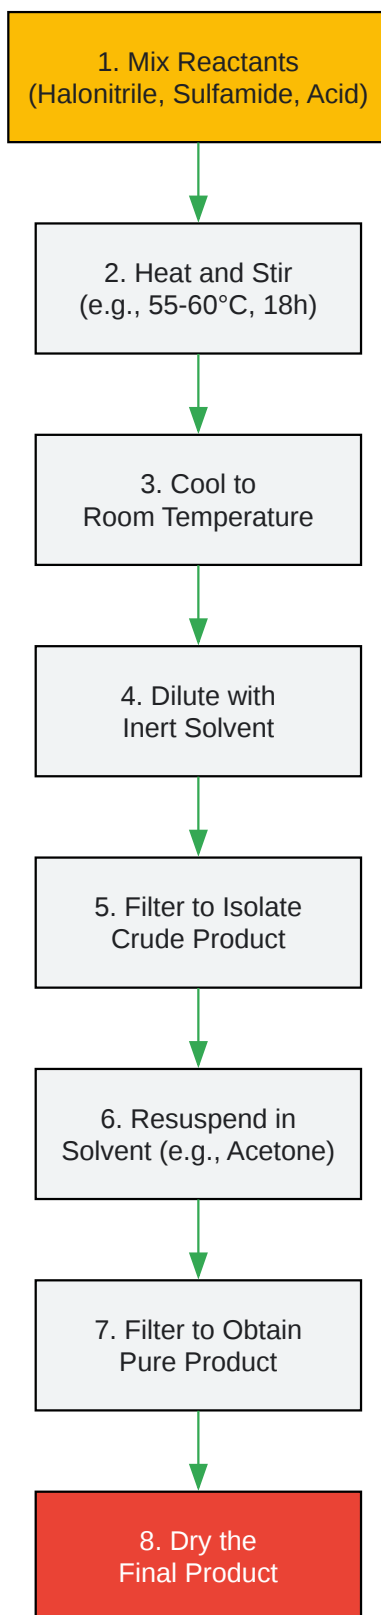 1. Mix Reactants
(Halonitrile, Sulfamide, Acid)
2. Heat and Stir
(e.g., 55-60°C, 18h)
3. Cool to
Room Temperature
4. Dilute with
Inert Solvent
5. Filter to Isolate
Crude Product
6. Resuspend in
Solvent (e.g., Acetone)
7. Filter to Obtain
Pure Product
8. Dry the
Final Product